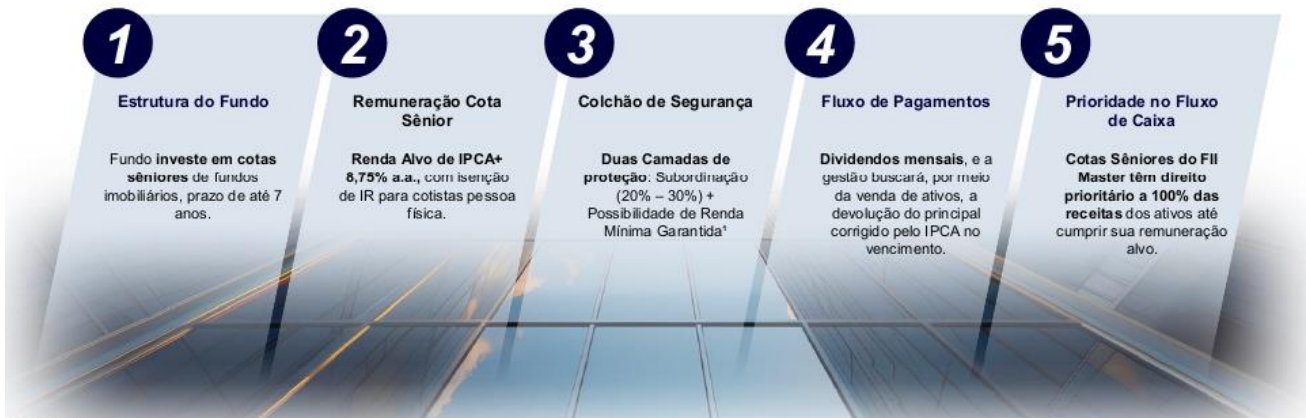 1
Estrutura do Fundo
Fundo investe em cotas
sêniores de fundos
imobiliários, prazo de até 7
anos.
2
Remuneração Cota
Sênior
Renda Alvo de IPCA+
8,75% a.a., com isenção
de IR para cotistas pessoa
física.
3
Colchão de Segurança
Duas Camadas de
proteção: Subordinação
(20% – 30%) +
Possibilidade de Renda
Mínima Garantida¹
4
Fluxo de Pagamentos
Dividendos mensais, e a
gestão buscará, por meio
da venda de ativos, a
devolução do principal
corrigido pelo IPCA no
vencimento.
5
Prioridade no Fluxo
de Caixa
Cotas Sêniores do FII
Master têm direito
prioritário a 100% das
receitas dos ativos até
cumprir sua remuneração
alvo.